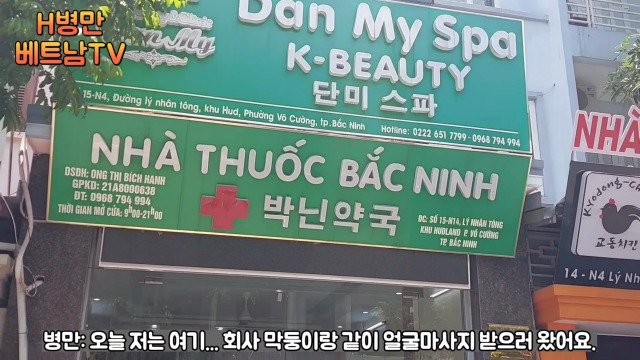 H병만
베트남TV
Dan My Spa
K-BEAUTY
단미 스파
15-N4, Đường lý nhân tông, khu Hud, Phường Võ Cường, tp.Bắc Ninh
Hotline: 0222 651 7799 - 0968 794 994
NHÀ THUỐC BẮC NINH
박닌약국
DSDH: ONG THỊ BÍCH HẠNH
GPKD: 21A8000638
ĐT: 0968 794 994
THỜI GIAN MỞ CỬA: 9h00-21h00
ĐC: SỐ 15-N14, LÝ NHÂN TÔNG
KHU HUDLAND P. VÕ CƯỜNG
TP. BẮC NINH
NHÀ
교동치킨
14 - N4 Lý
병만: 오늘 저는 여기... 회사 막둥이랑 같이 얼굴마사지 받으러 왔어요.